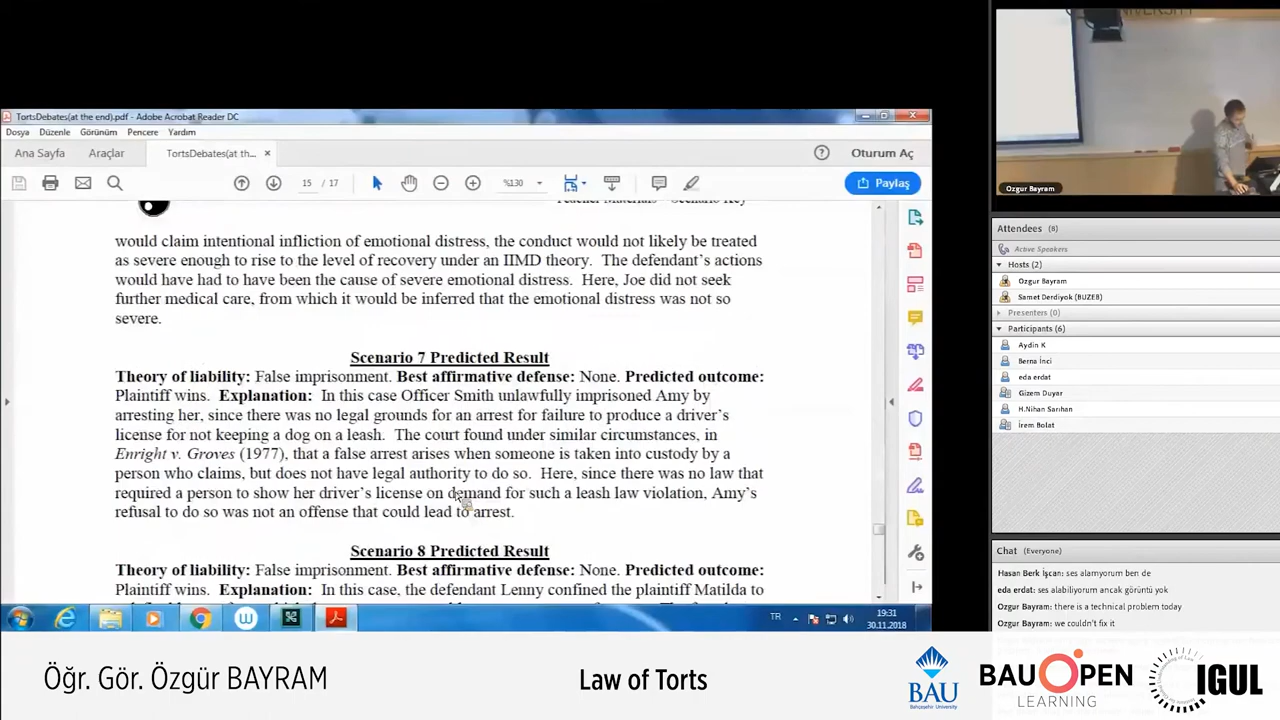 UNIVERSITY
TortsDebates(at the end).pdf - Adobe Acrobat Reader DC
Dosya Düzenle Görünüm Pencere Yardım
Ana Sayfa Araçlar TortsDebates(at th... × Oturum Aç
15 / 17 %130 Paylaş
Teacher Materials – Scenario Key
would claim intentional infliction of emotional distress, the conduct would not likely be treated
as severe enough to rise to the level of recovery under an IIMD theory. The defendant's actions
would have had to have been the cause of severe emotional distress. Here, Joe did not seek
further medical care, from which it would be inferred that the emotional distress was not so
severe.
Scenario 7 Predicted Result
Theory of liability: False imprisonment. Best affirmative defense: None. Predicted outcome:
Plaintiff wins. Explanation: In this case Officer Smith unlawfully imprisoned Amy by
arresting her, since there was no legal grounds for an arrest for failure to produce a driver's
license for not keeping a dog on a leash. The court found under similar circumstances, in
Enright v. Groves (1977), that a false arrest arises when someone is taken into custody by a
person who claims, but does not have legal authority to do so. Here, since there was no law that
required a person to show her driver's license on demand for such a leash law violation, Amy's
refusal to do so was not an offense that could lead to arrest.
Scenario 8 Predicted Result
Theory of liability: False imprisonment. Best affirmative defense: None. Predicted outcome:
Plaintiff wins. Explanation: In this case, the defendant Lenny confined the plaintiff Matilda to
TR 19:31
30.11.2018
Ozgur Bayram
Attendees (8)
Active Speakers
Hosts (2)
Ozgur Bayram
Samet Derdiyok (BUZEB)
Presenters (0)
Participants (6)
Aydin K
Berna İnci
eda erdat
Gizem Duyar
H.Nihan Sarıhan
İrem Bolat
Chat (Everyone)
Hasan Berk İşcan: ses alamyorum ben de
eda erdat: ses alabiliyorum ancak görüntü yok
Ozgur Bayram: there is a technical problem today
Ozgur Bayram: we couldn't fix it
Öğr. Gör. Özgür BAYRAM
Law of Torts
BAU
Bahçeşehir University
BAU OPEN
LEARNING
IGUL